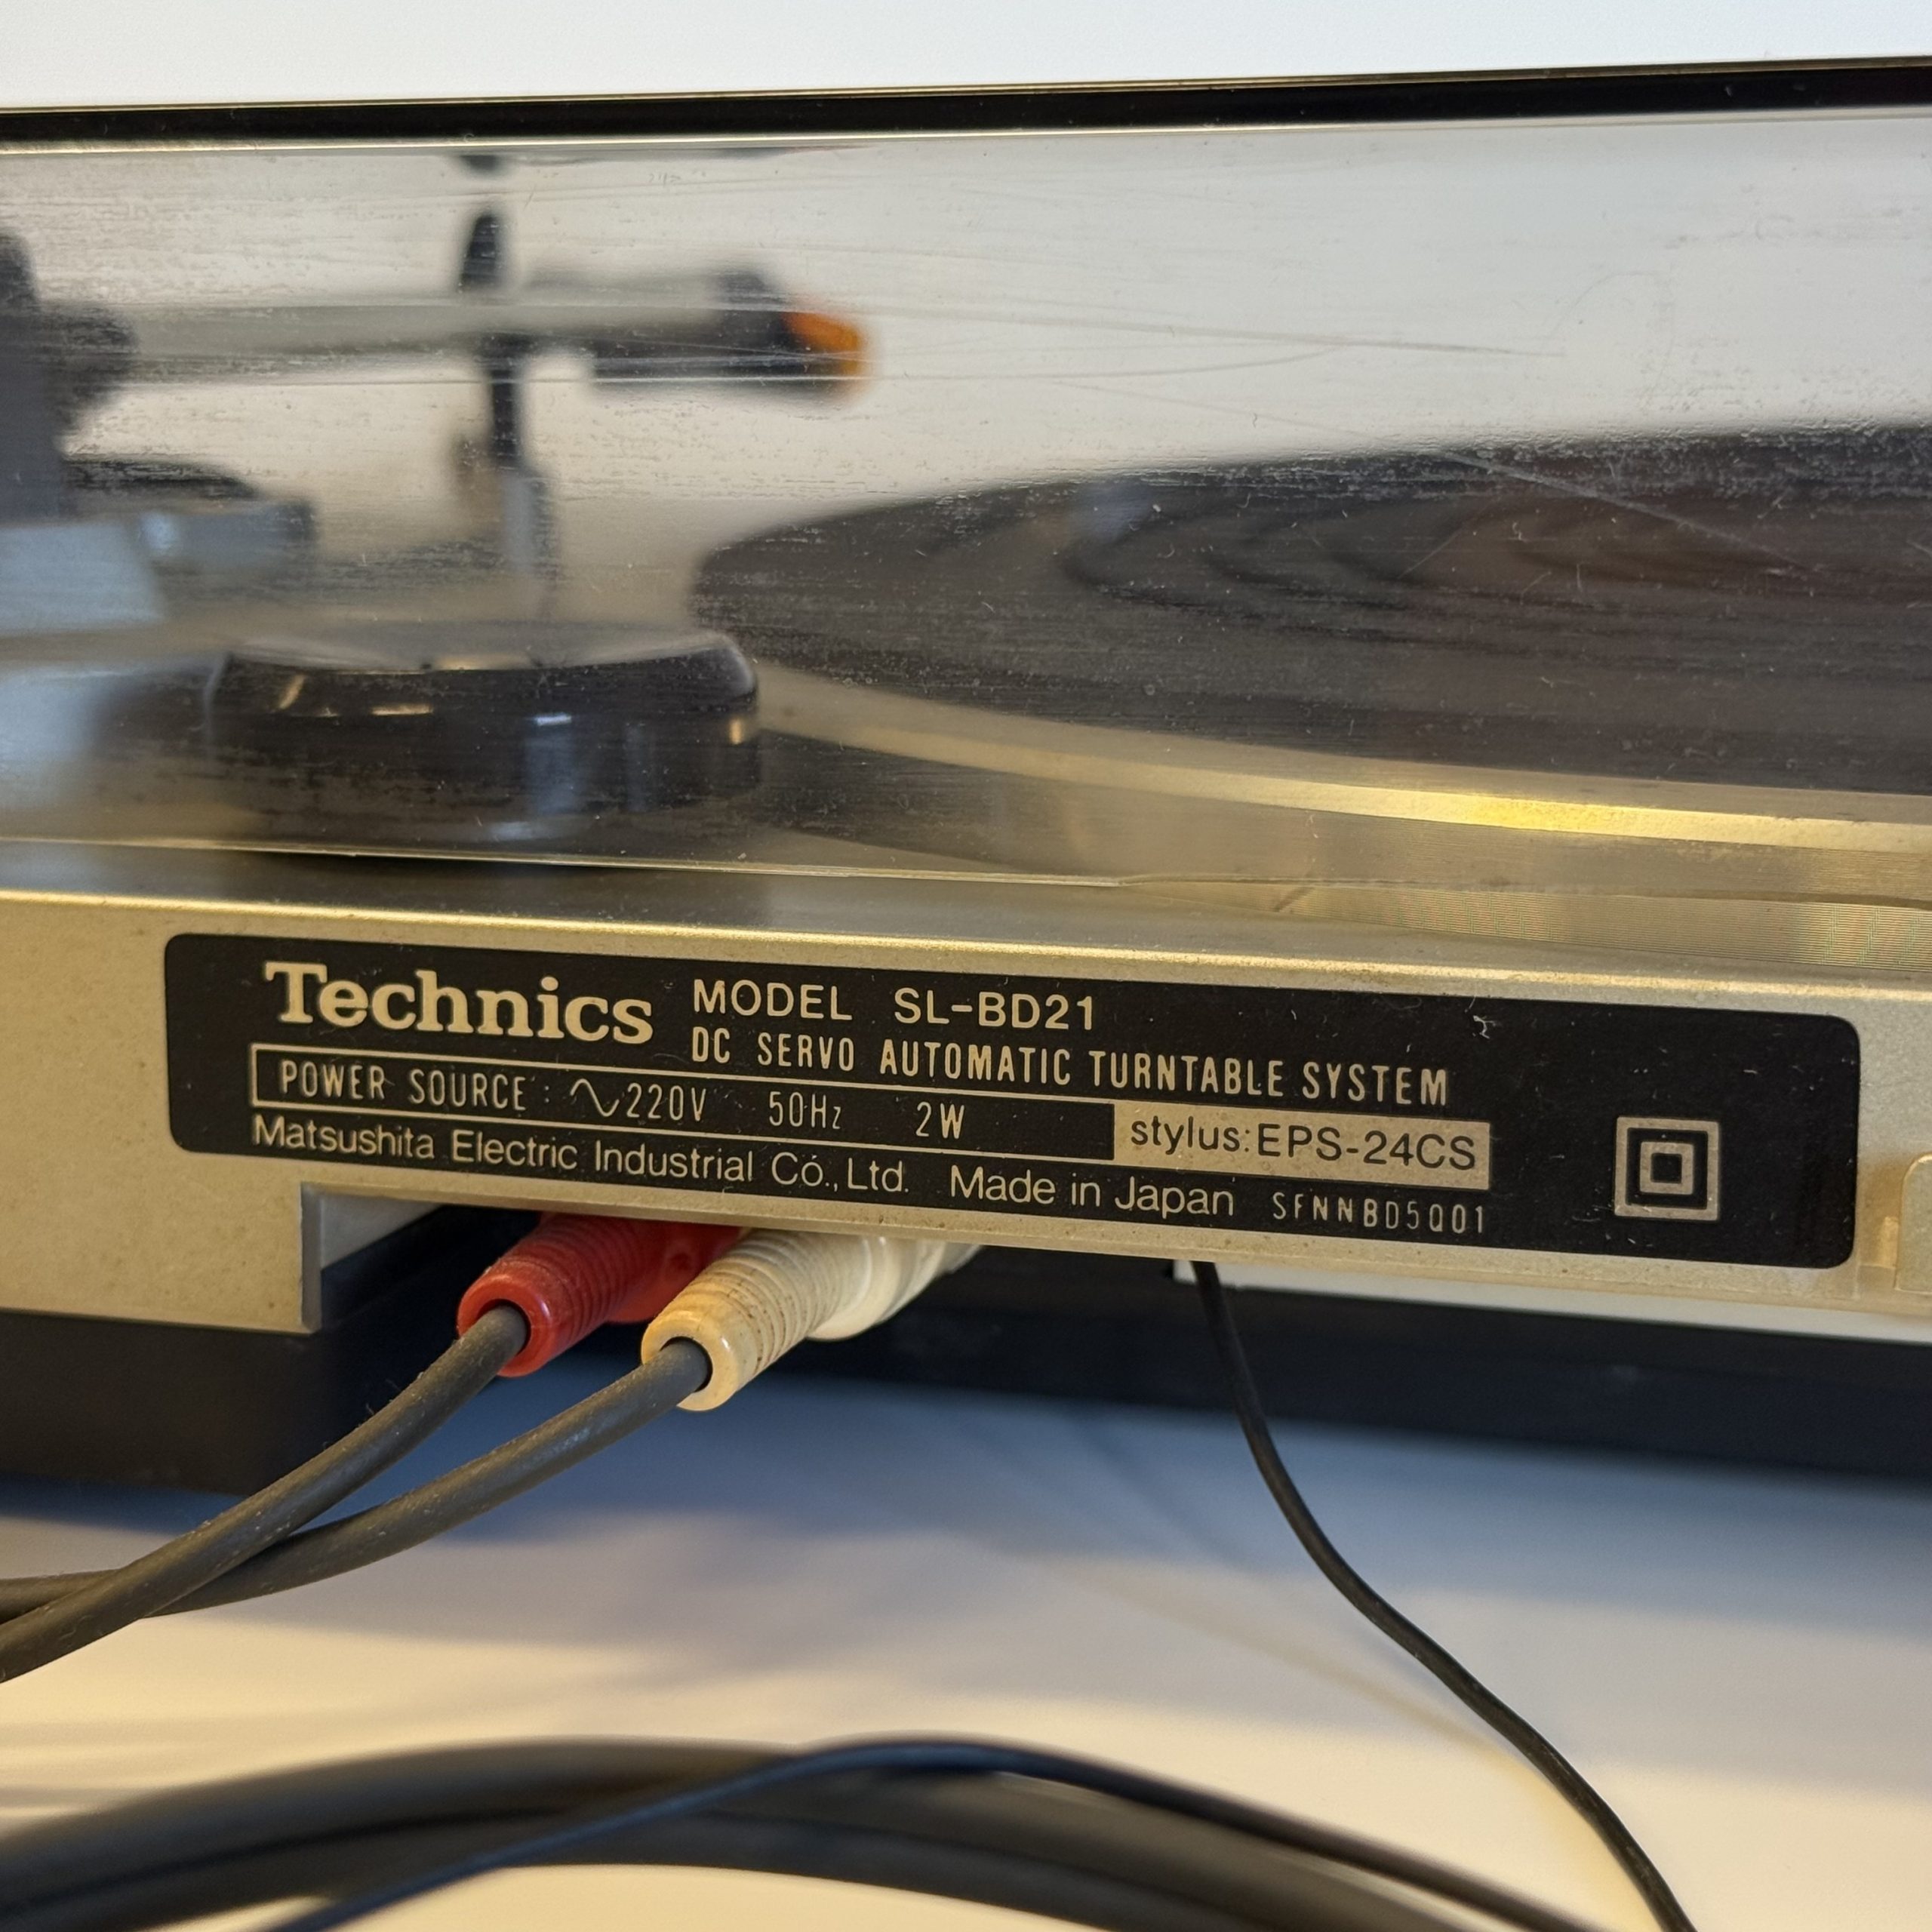 Technics MODEL SL-BD21
DC SERVO AUTOMATIC TURNTABLE SYSTEM
POWER SOURCE : ∿220V 50Hz 2W stylus:EPS-24CS
Matsushita Electric Industrial Co.,Ltd. Made in Japan SFNNBD5Q01